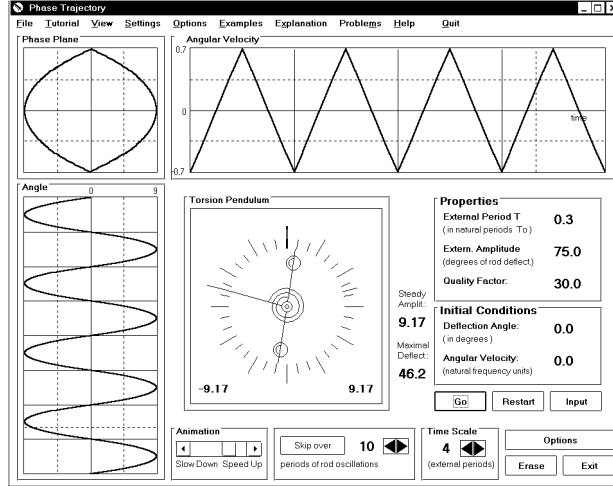 Phase Trajectory
File Tutorial View Settings Options Examples Explanation Problems Help Quit
Phase Plane
Angular Velocity
0.7
0
-0.7
time
Angle
0 9
Torsion Pendulum
-9.17 9.17
Steady
Amplit.:
9.17
Maximal
Deflect.:
46.2
Properties
External Period T 0.3
(in natural periods To)
Extern. Amplitude 75.0
(degrees of rod deflect.)
Quality Factor: 30.0
Initial Conditions
Deflection Angle: 0.0
(in degrees)
Angular Velocity: 0.0
(natural frequency units)
Go Restart Input
Animation
Slow Down Speed Up
Skip over 10
periods of rod oscillations
Time Scale
4
(external periods)
Options
Erase Exit